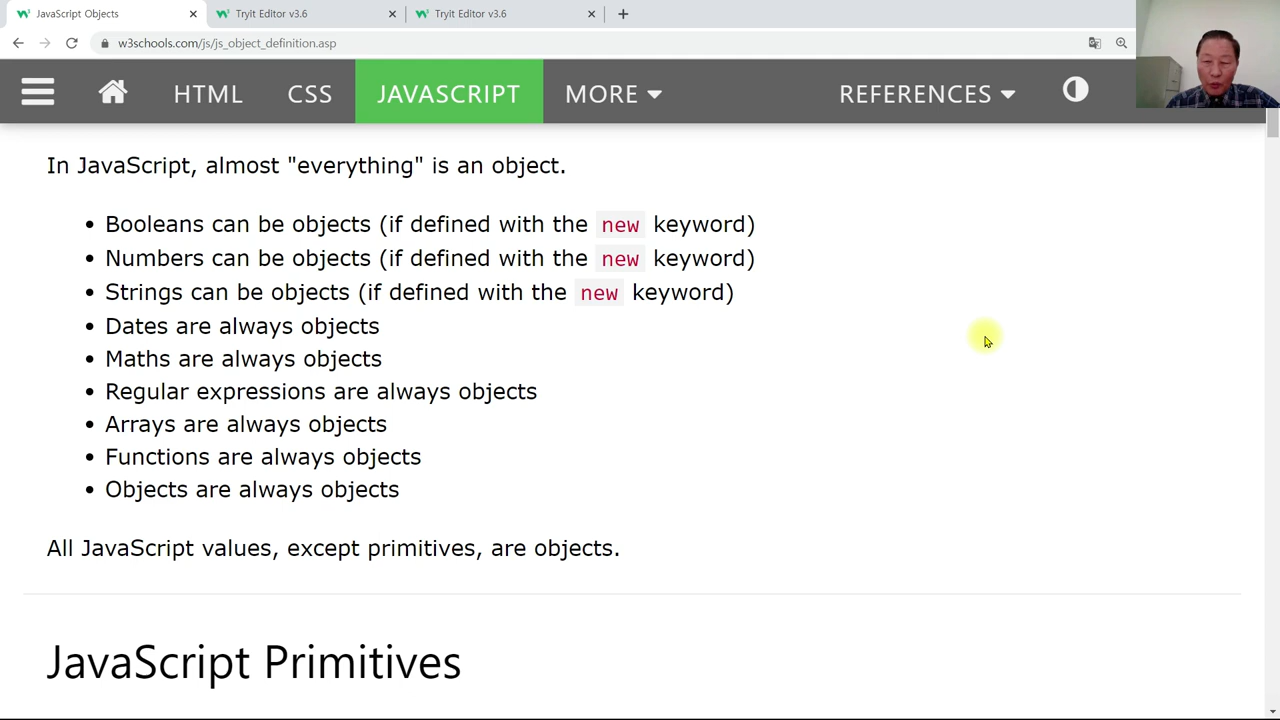 JavaScript Objects
Tryit Editor v3.6
Tryit Editor v3.6
w3schools.com/js/js_object_definition.asp
HTML
CSS
JAVASCRIPT
MORE
REFERENCES
In JavaScript, almost "everything" is an object.
• Booleans can be objects (if defined with the new keyword)
• Numbers can be objects (if defined with the new keyword)
• Strings can be objects (if defined with the new keyword)
• Dates are always objects
• Maths are always objects
• Regular expressions are always objects
• Arrays are always objects
• Functions are always objects
• Objects are always objects
All JavaScript values, except primitives, are objects.
JavaScript Primitives